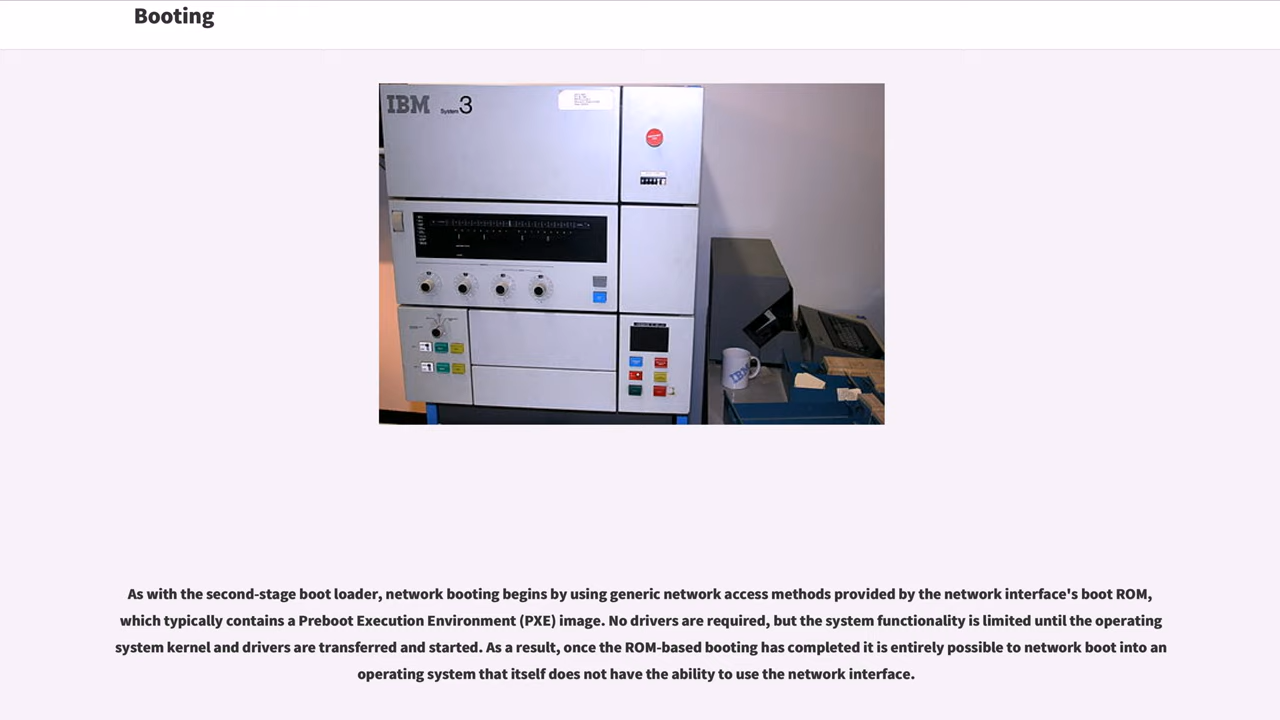 Booting
IBM System 3
IBM
As with the second-stage boot loader, network booting begins by using generic network access methods provided by the network interface's boot ROM,
which typically contains a Preboot Execution Environment (PXE) image. No drivers are required, but the system functionality is limited until the operating
system kernel and drivers are transferred and started. As a result, once the ROM-based booting has completed it is entirely possible to network boot into an
operating system that itself does not have the ability to use the network interface.